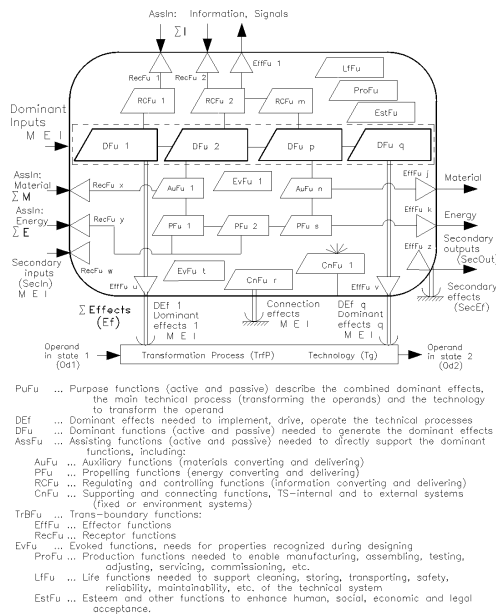 AssIn: Information, Signals
Σ I
RecFu 1
RecFu 2
EffFu 1
LfFu
ProFu
EstFu
RCFu 1
RCFu 2
RCFu m
Dominant
Inputs
M E I
DFu 1
DFu 2
DFu p
DFu q
AssIn:
Material
Σ M
RecFu x
AuFu 1
EvFu 1
AuFu n
EffFu j
Material
AssIn:
Energy
Σ E
RecFu y
PFu 1
PFu 2
PFu s
EffFu k
Energy
Secondary
inputs
(SecIn)
M E I
RecFu w
EvFu t
CnFu r
CnFu 1
EffFu z
Secondary
outputs
(SecOut)
M E I
EffFu u
EffFu v
Secondary
effects
(SecEf)
Σ Effects
(Ef)
DEf 1
Dominant
effects 1
M E I
Connection
effects
M E I
DEf q
Dominant
effects q
M E I
Operand
in state 1
(Od1)
Transformation Process (TrfP)
Technology (Tg)
Operand
in state 2
(Od2)
PuFu ... Purpose functions (active and passive) describe the combined dominant effects,
the main technical process (transforming the operands) and the technology
to transform the operand
DEf ... Dominant effects needed to implement, drive, operate the technical processes
DFu ... Dominant functions (active and passive) needed to generate the dominant effects
AssFu ... Assisting functions (active and passive) needed to directly support the dominant
functions, including:
AuFu ... Auxiliary functions (materials converting and delivering)
PFu ... Propelling functions (energy converting and delivering)
RCFu ... Regulating and controlling functions (information converting and delivering)
CnFu ... Supporting and connecting functions, TS-internal and to external systems
(fixed or environment systems)
TrBFu ... Trans-boundary functions:
EffFu ... Effector functions
RecFu ... Receptor functions
EvFu ... Evoked functions, needs for properties recognized during designing
ProFu ... Production functions needed to enable manufacturing, assembling, testing,
adjusting, servicing, commissioning, etc.
LfFu ... Life functions needed to support cleaning, storing, transporting, safety,
reliability, maintainability, etc. of the technical system
EstFu ... Esteem and other functions to enhance human, social, economic and legal
acceptance.